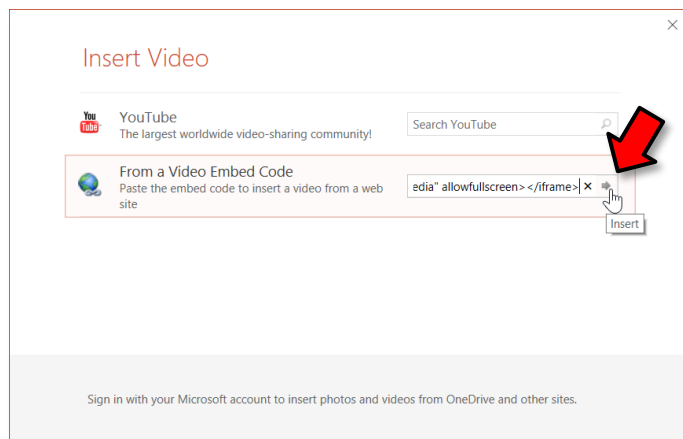 Insert Video
You
Tube
YouTube
The largest worldwide video-sharing community!
Search YouTube
From a Video Embed Code
Paste the embed code to insert a video from a web
site
edia" allowfullscreen></iframe>
Insert
Sign in with your Microsoft account to insert photos and videos from OneDrive and other sites.